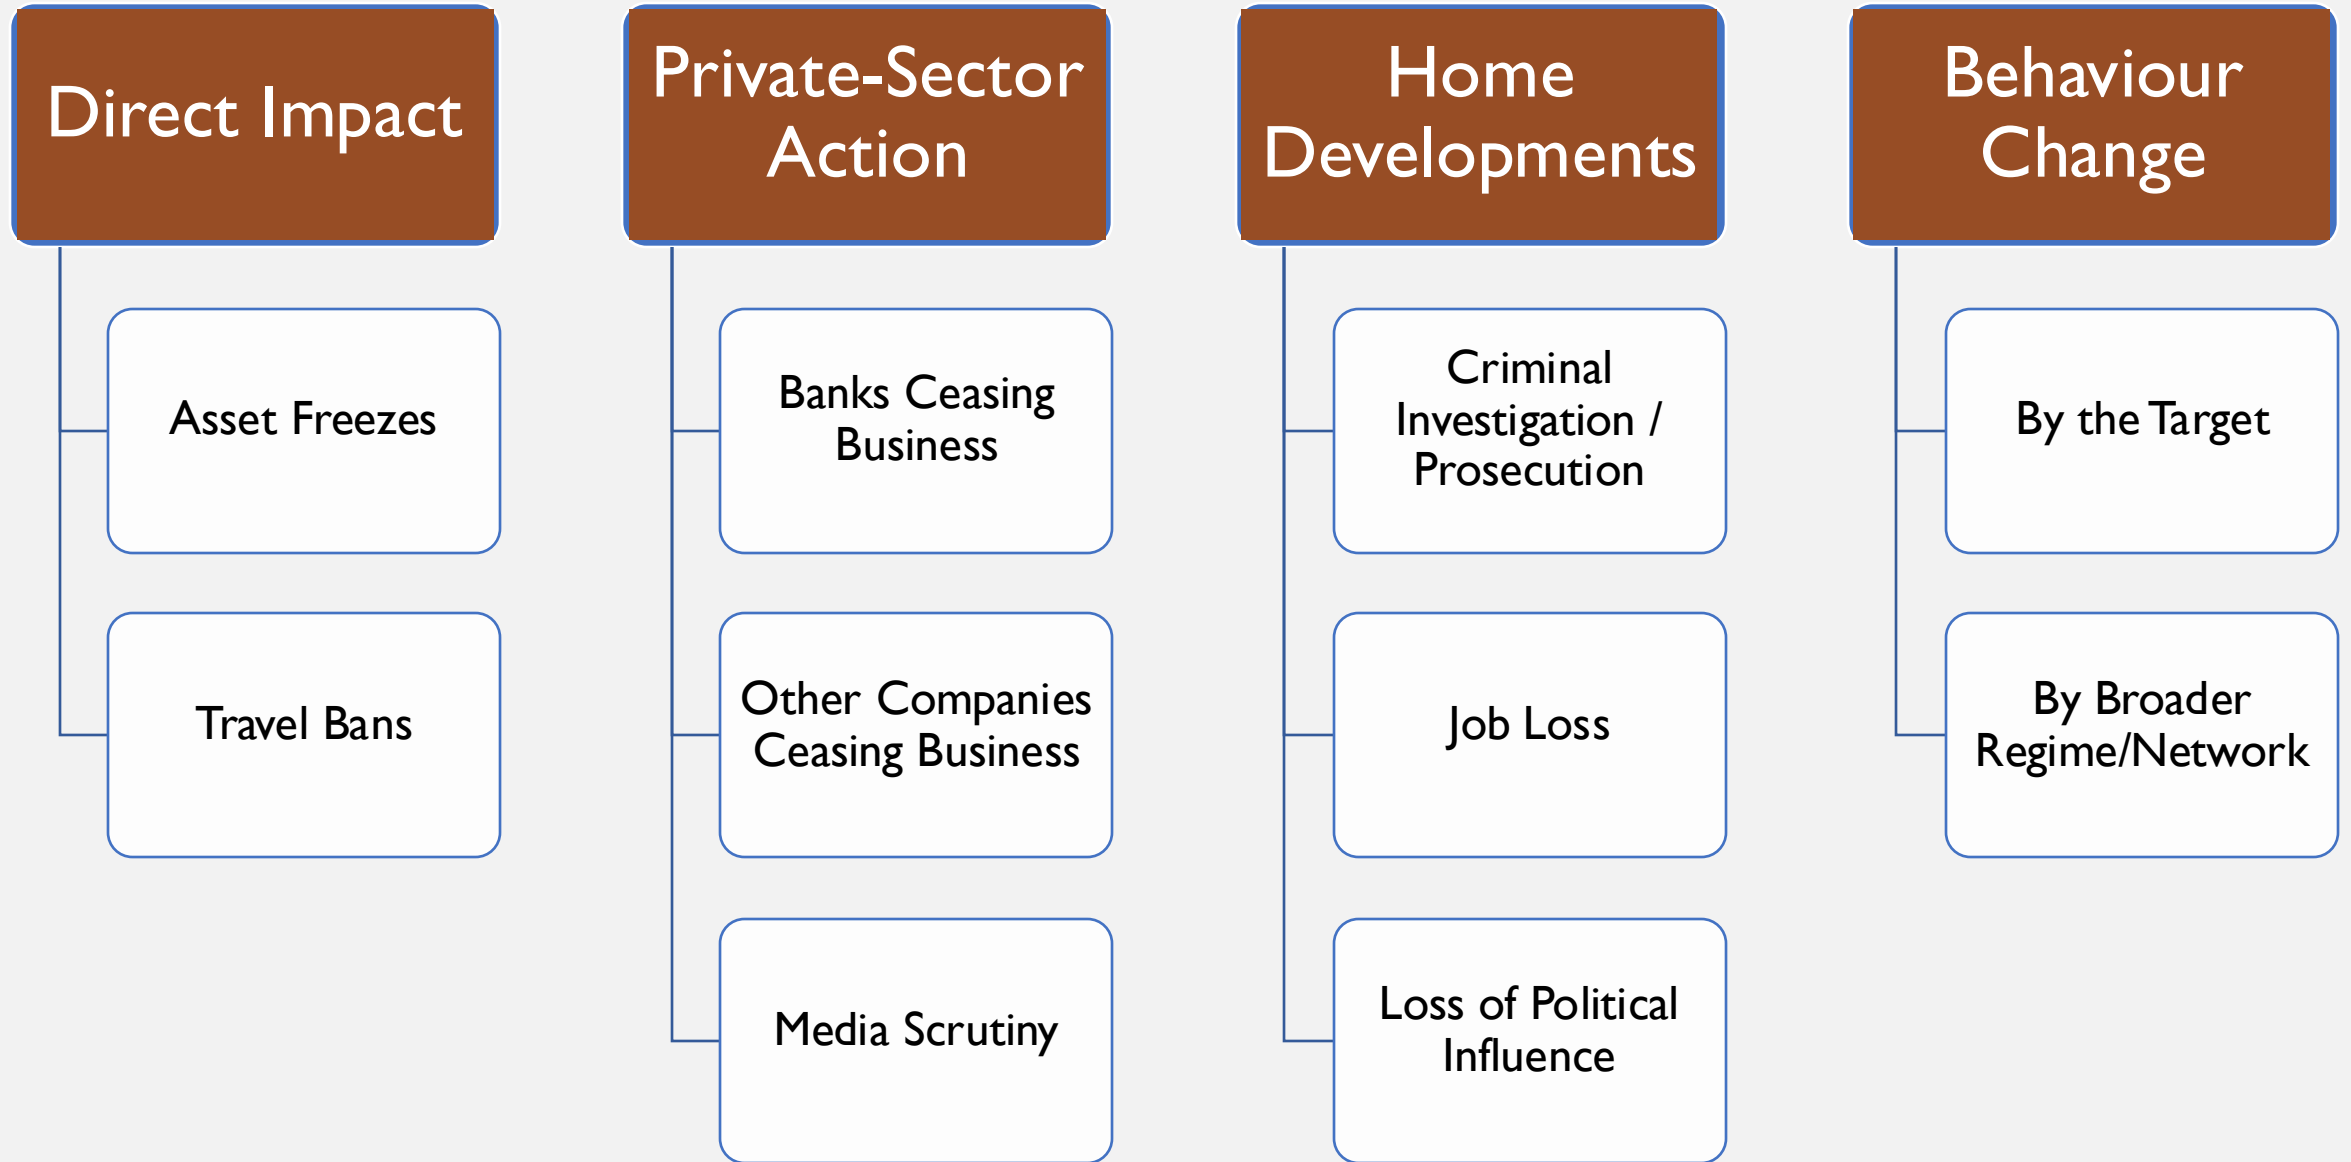 Direct Impact
Asset Freezes
Travel Bans
Private-Sector
Action
Banks Ceasing
Business
Other Companies
Ceasing Business
Media Scrutiny
Home
Developments
Criminal
Investigation /
Prosecution
Job Loss
Loss of Political
Influence
Behaviour
Change
By the Target
By Broader
Regime/Network